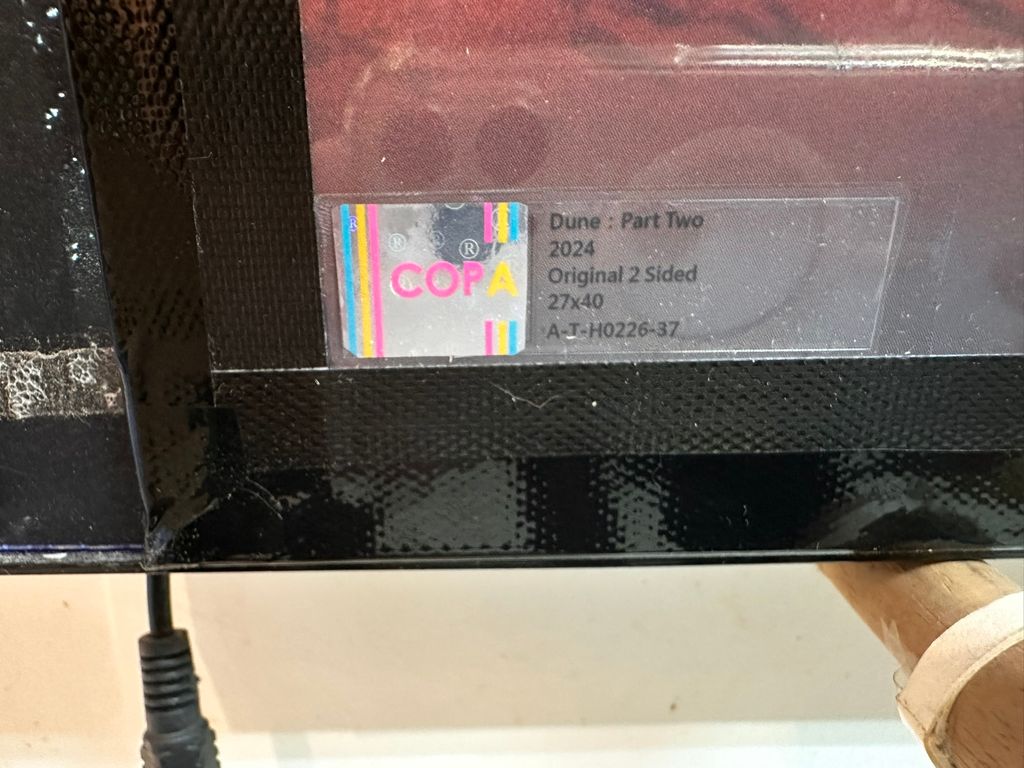 COPA
Dune : Part Two
2024
Original 2 Sided
27x40
A-T-H0226-37